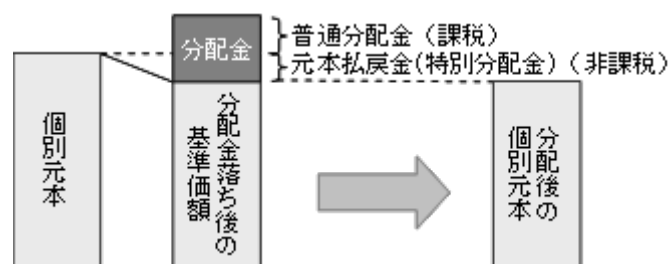 分配金
普通分配金（課税）
元本払戻金(特別分配金)（非課税）
個別元本
分配金落ち後の
基準価額
分配後の
個別元本